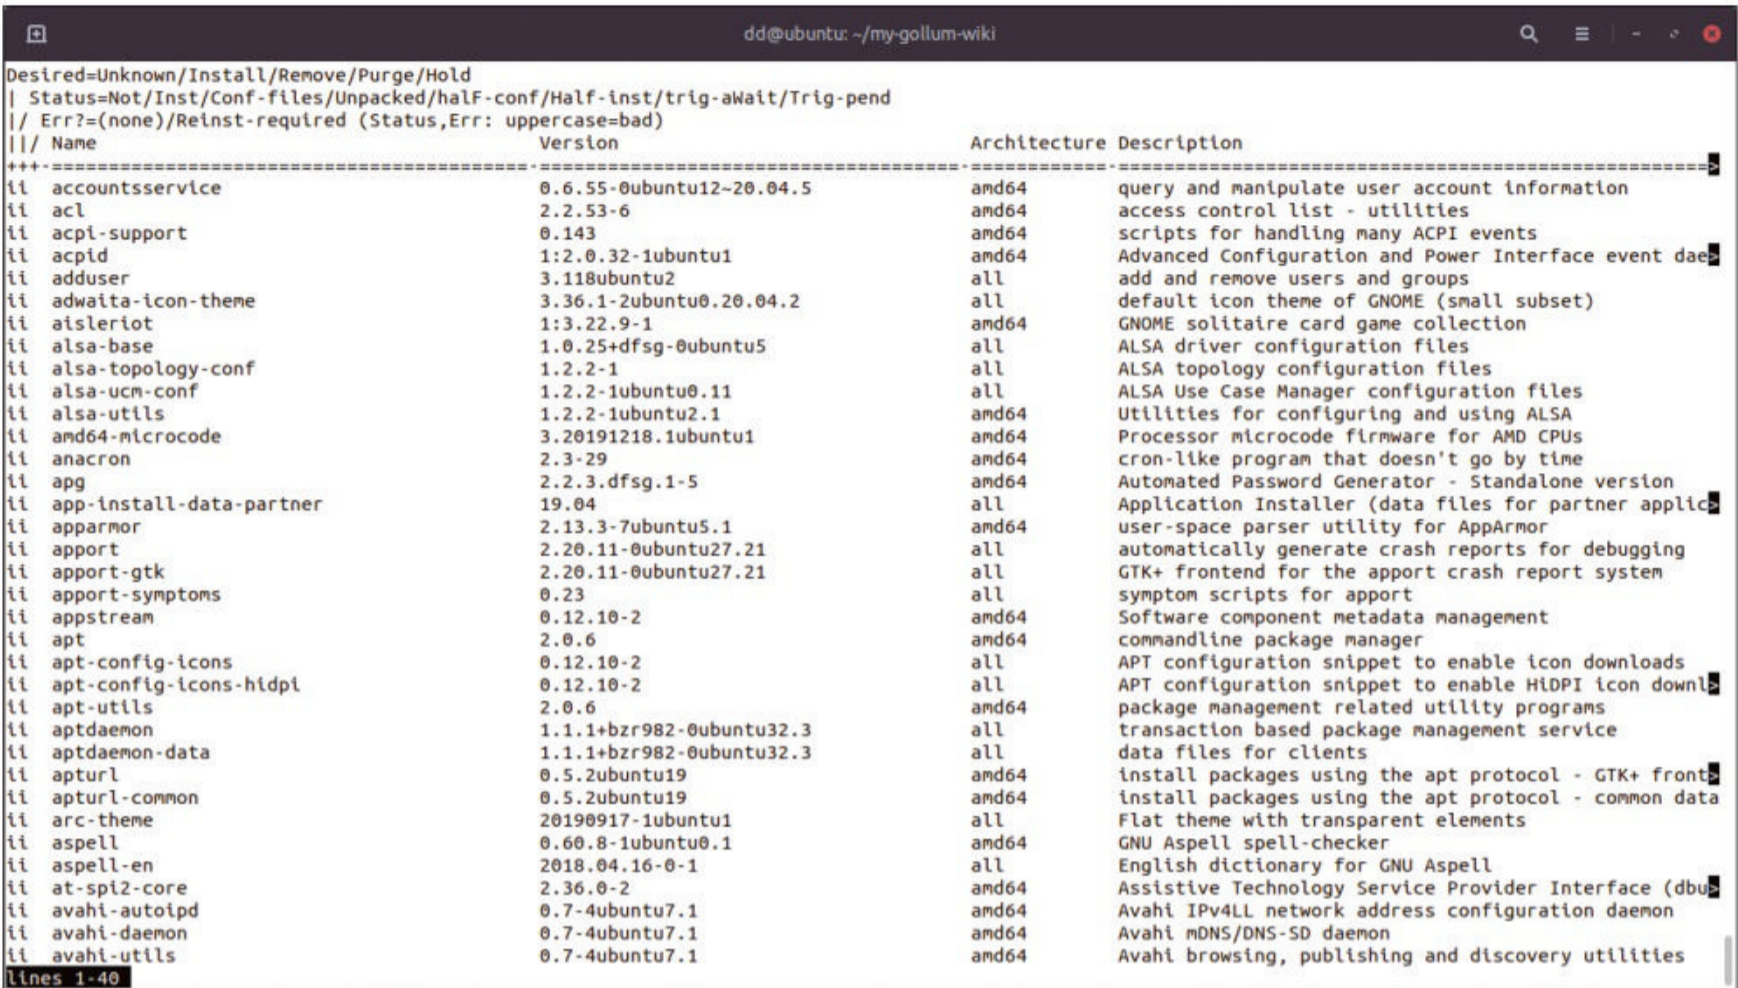 dd@ubuntu: ~/my-gollum-wiki
Desired=Unknown/Install/Remove/Purge/Hold
| Status=Not/Inst/Conf-files/Unpacked/halF-conf/Half-inst/trig-aWait/Trig-pend
|/ Err?=(none)/Reinst-required (Status,Err: uppercase=bad)
||/ Name Version Architecture Description
+++-==========================================-=====================================-============-====================================================>
ii accountsservice 0.6.55-0ubuntu12~20.04.5 amd64 query and manipulate user account information
ii acl 2.2.53-6 amd64 access control list - utilities
ii acpi-support 0.143 amd64 scripts for handling many ACPI events
ii acpid 1:2.0.32-1ubuntu1 amd64 Advanced Configuration and Power Interface event dae>
ii adduser 3.118ubuntu2 all add and remove users and groups
ii adwaita-icon-theme 3.36.1-2ubuntu0.20.04.2 all default icon theme of GNOME (small subset)
ii aisleriot 1:3.22.9-1 amd64 GNOME solitaire card game collection
ii alsa-base 1.0.25+dfsg-0ubuntu5 all ALSA driver configuration files
ii alsa-topology-conf 1.2.2-1 all ALSA topology configuration files
ii alsa-ucm-conf 1.2.2-1ubuntu0.11 all ALSA Use Case Manager configuration files
ii alsa-utils 1.2.2-1ubuntu2.1 amd64 Utilities for configuring and using ALSA
ii amd64-microcode 3.20191218.1ubuntu1 amd64 Processor microcode firmware for AMD CPUs
ii anacron 2.3-29 amd64 cron-like program that doesn't go by time
ii apg 2.2.3.dfsg.1-5 amd64 Automated Password Generator - Standalone version
ii app-install-data-partner 19.04 all Application Installer (data files for partner applic>
ii apparmor 2.13.3-7ubuntu5.1 amd64 user-space parser utility for AppArmor
ii apport 2.20.11-0ubuntu27.21 all automatically generate crash reports for debugging
ii apport-gtk 2.20.11-0ubuntu27.21 all GTK+ frontend for the apport crash report system
ii apport-symptoms 0.23 all symptom scripts for apport
ii appstream 0.12.10-2 amd64 Software component metadata management
ii apt 2.0.6 amd64 commandline package manager
ii apt-config-icons 0.12.10-2 all APT configuration snippet to enable icon downloads
ii apt-config-icons-hidpi 0.12.10-2 all APT configuration snippet to enable HiDPI icon downl>
ii apt-utils 2.0.6 amd64 package management related utility programs
ii aptdaemon 1.1.1+bzr982-0ubuntu32.3 all transaction based package management service
ii aptdaemon-data 1.1.1+bzr982-0ubuntu32.3 all data files for clients
ii apturl 0.5.2ubuntu19 amd64 install packages using the apt protocol - GTK+ front>
ii apturl-common 0.5.2ubuntu19 amd64 install packages using the apt protocol - common data
ii arc-theme 20190917-1ubuntu1 all Flat theme with transparent elements
ii aspell 0.60.8-1ubuntu0.1 amd64 GNU Aspell spell-checker
ii aspell-en 2018.04.16-0-1 all English dictionary for GNU Aspell
ii at-spi2-core 2.36.0-2 amd64 Assistive Technology Service Provider Interface (dbu>
ii avahi-autoipd 0.7-4ubuntu7.1 amd64 Avahi IPv4LL network address configuration daemon
ii avahi-daemon 0.7-4ubuntu7.1 amd64 Avahi mDNS/DNS-SD daemon
ii avahi-utils 0.7-4ubuntu7.1 amd64 Avahi browsing, publishing and discovery utilities
lines 1-40